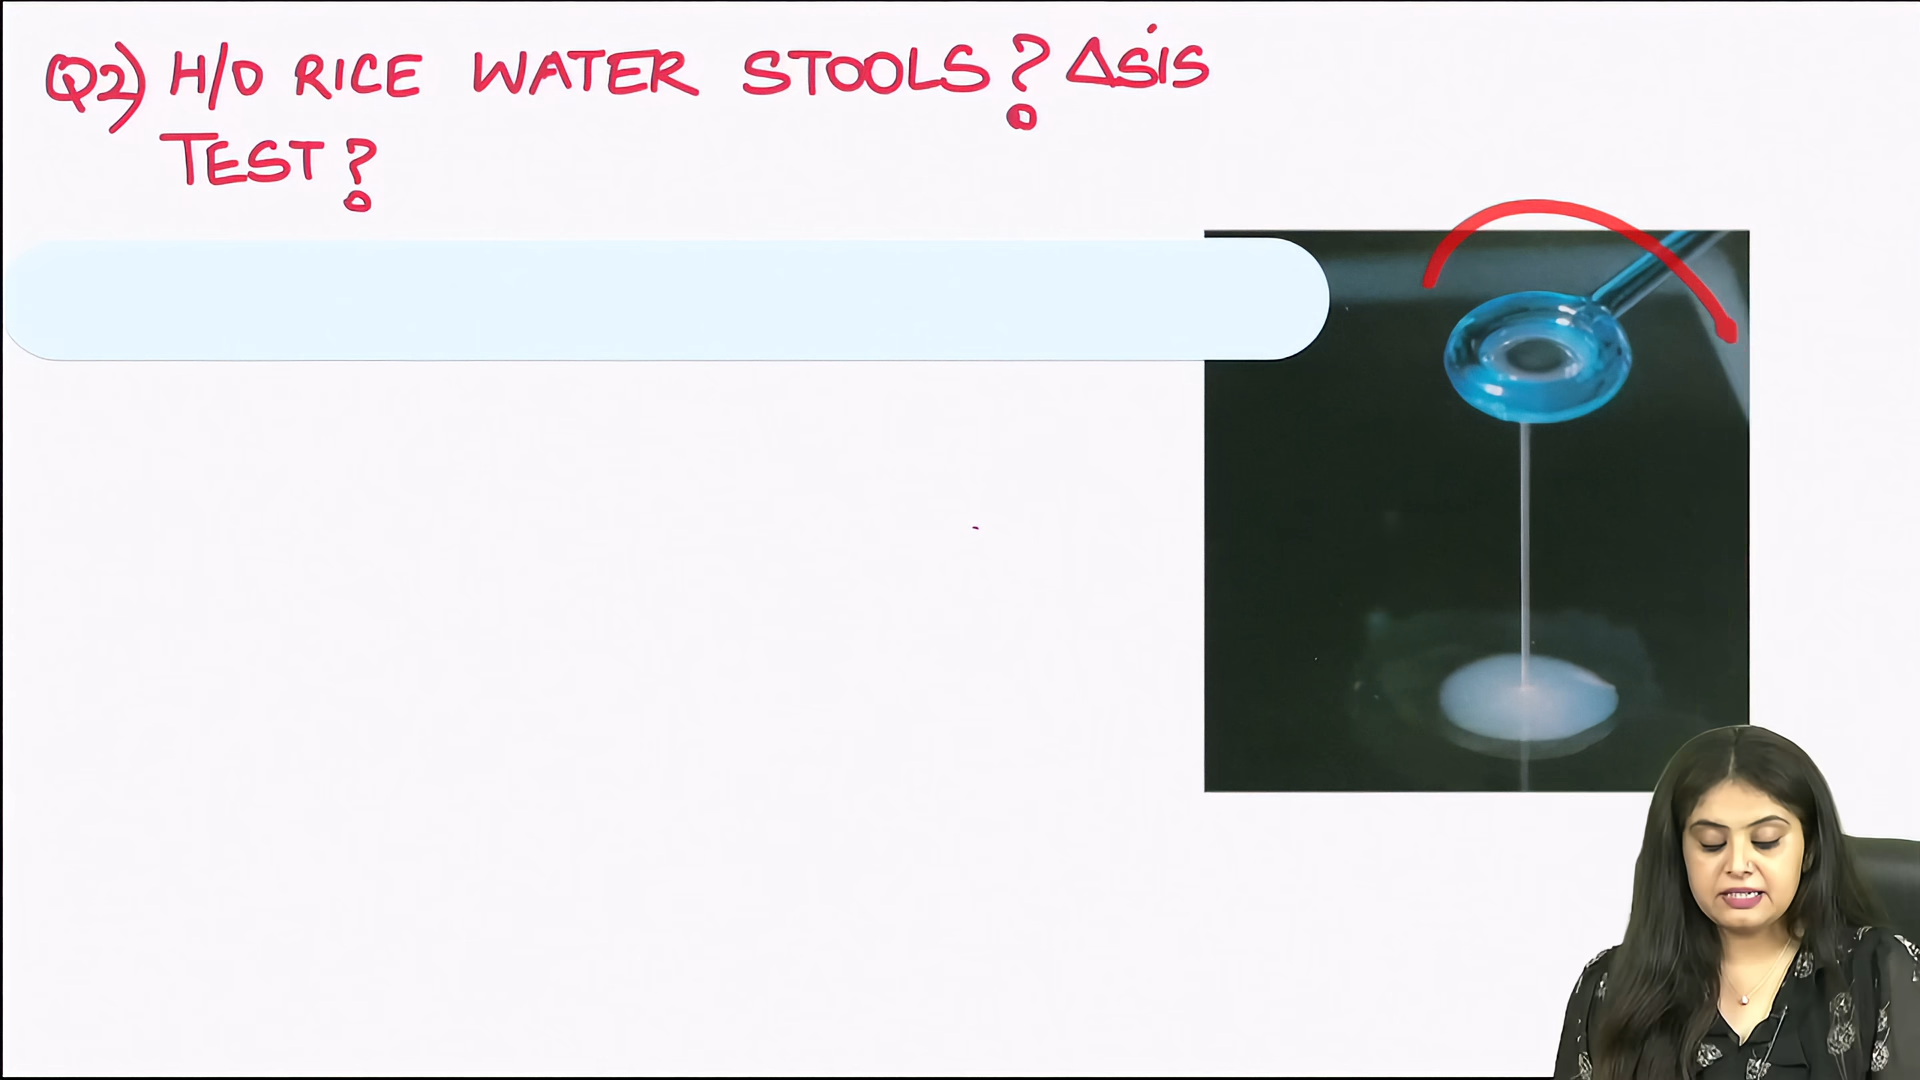 Q2) H/O RICE WATER STOOLS? Δsis
TEST?